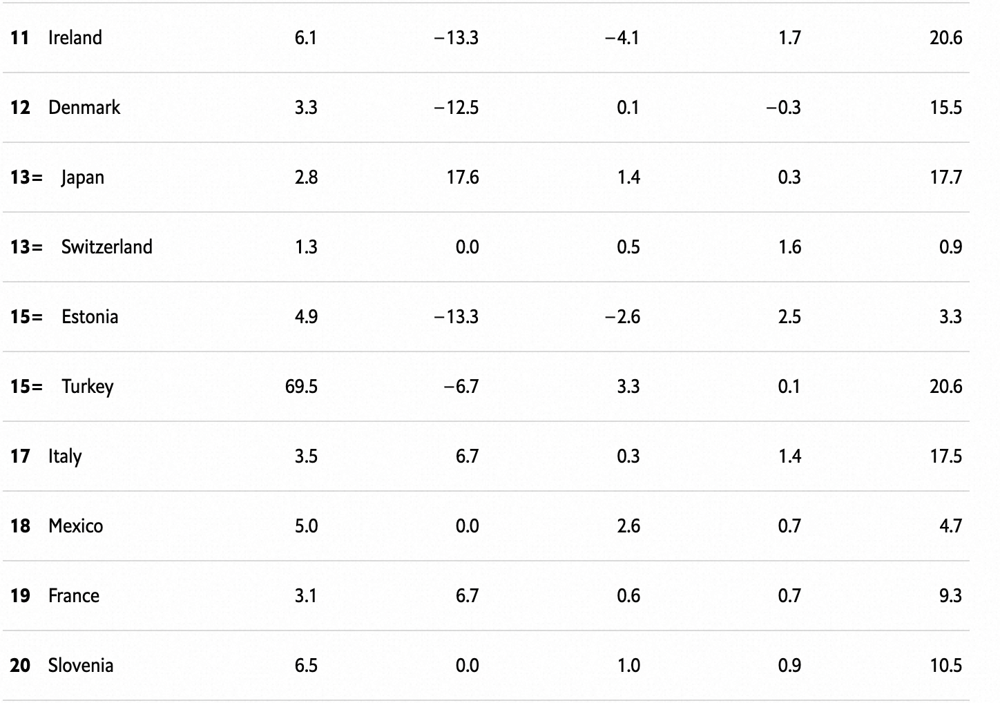 11 Ireland 6.1 −13.3 −4.1 1.7 20.6
12 Denmark 3.3 −12.5 0.1 −0.3 15.5
13= Japan 2.8 17.6 1.4 0.3 17.7
13= Switzerland 1.3 0.0 0.5 1.6 0.9
15= Estonia 4.9 −13.3 −2.6 2.5 3.3
15= Turkey 69.5 −6.7 3.3 0.1 20.6
17 Italy 3.5 6.7 0.3 1.4 17.5
18 Mexico 5.0 0.0 2.6 0.7 4.7
19 France 3.1 6.7 0.6 0.7 9.3
20 Slovenia 6.5 0.0 1.0 0.9 10.5